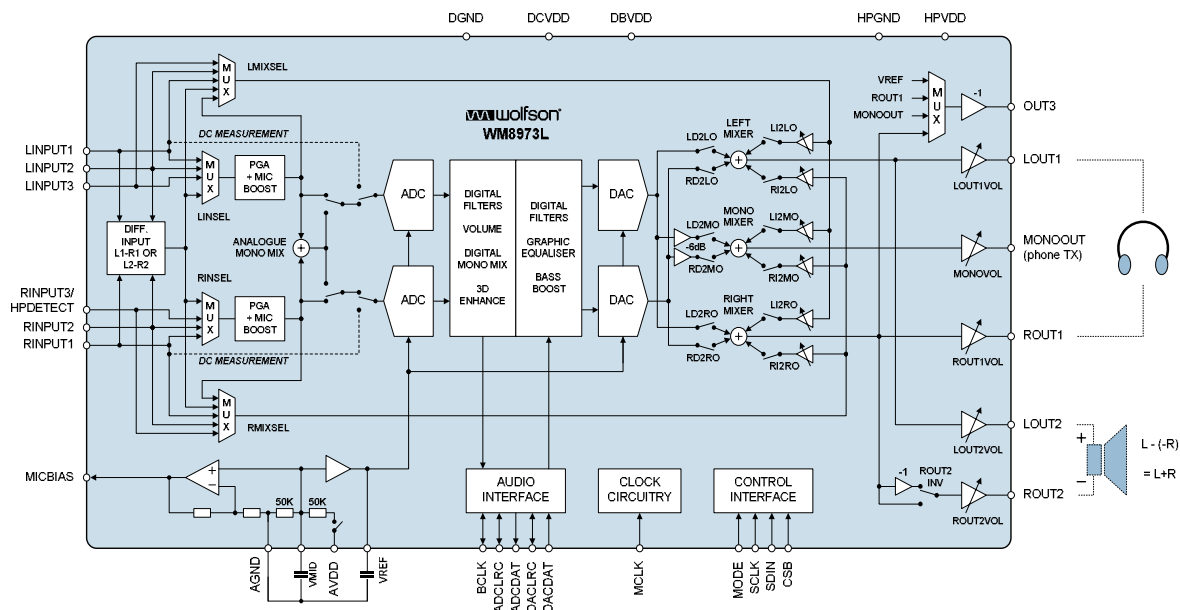 DGND
DCVDD
DBVDD
HPGND
HPVDD
MUX
LMIXSEL
VREF
ROUT1
MONOOUT
MUX
-1
OUT3
wolfson
WM8973L
DC MEASUREMENT
LEFT
MIXER
LD2LO
LI2LO
LINPUT1
LINPUT2
LINPUT3
MUX
PGA
+ MIC
BOOST
LINSEL
ADC
DAC
RD2LO
RI2LO
LOUT1
LOUT1VOL
DIGITAL
FILTERS
VOLUME
DIGITAL
MONO MIX
3D
ENHANCE
DIGITAL
FILTERS
GRAPHIC
EQUALISER
BASS
BOOST
DIFF.
INPUT
L1-R1 OR
L2-R2
ANALOGUE
MONO MIX
LD2MO
-6dB
RD2MO
MONO
MIXER
LI2MO
RI2MO
MONOOUT
(phone TX)
MONOVOL
RINSEL
RINPUT3/
HPDETECT
RINPUT2
RINPUT1
MUX
PGA
+ MIC
BOOST
ADC
DAC
RIGHT
MIXER
LI2RO
LD2RO
RD2RO
RI2RO
ROUT1
ROUT1VOL
DC MEASUREMENT
MUX
RMIXSEL
LOUT2
LOUT2VOL
+
−
L - (-R)
= L+R
MICBIAS
+
−
50K
50K
AUDIO
INTERFACE
CLOCK
CIRCUITRY
CONTROL
INTERFACE
-1
ROUT2
INV
ROUT2
ROUT2VOL
AGND
VMID
AVDD
VREF
BCLK
ADCLRC
ADCDAT
DACLRC
DACDAT
MCLK
MODE
SCLK
SDIN
CSB